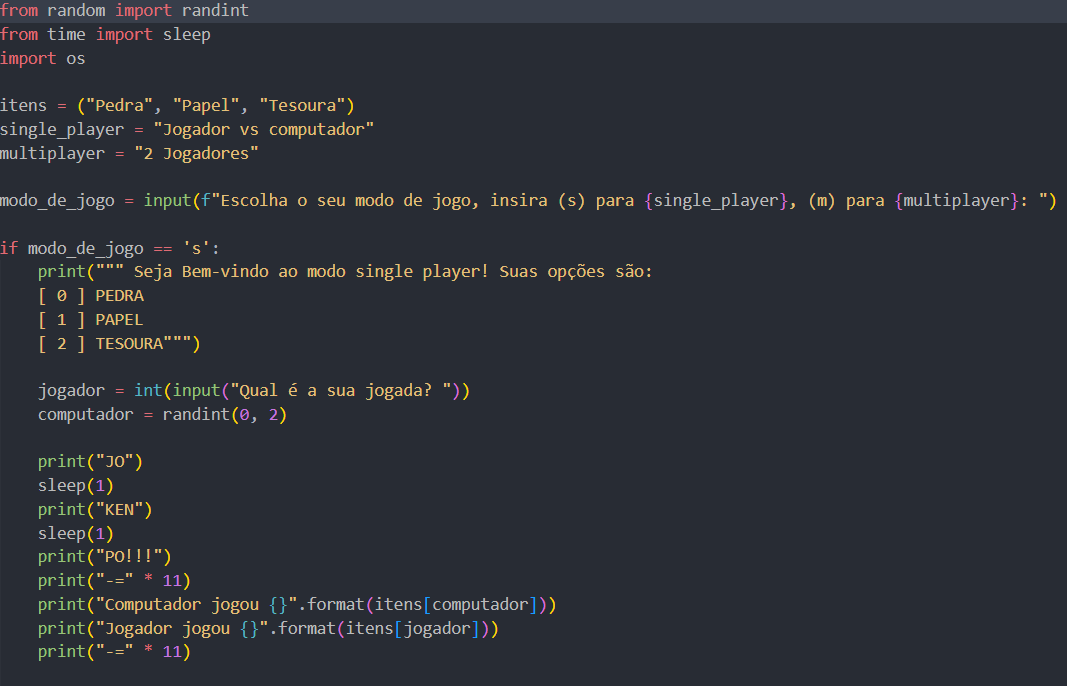 from random import randint
from time import sleep
import os
itens = ("Pedra", "Papel", "Tesoura")
single_player = "Jogador vs computador"
multiplayer = "2 Jogadores"
modo_de_jogo = input(f"Escolha o seu modo de jogo, insira (s) para {single_player}, (m) para {multiplayer}: ")
if modo_de_jogo == 's':
    print(""" Seja Bem-vindo ao modo single player! Suas opções são:
    [ 0 ] PEDRA
    [ 1 ] PAPEL
    [ 2 ] TESOURA""")
    jogador = int(input("Qual é a sua jogada? "))
    computador = randint(0, 2)
    print("JO")
    sleep(1)
    print("KEN")
    sleep(1)
    print("PO!!!")
    print("-=" * 11)
    print("Computador jogou {}".format(itens[computador]))
    print("Jogador jogou {}".format(itens[jogador]))
    print("-=" * 11)